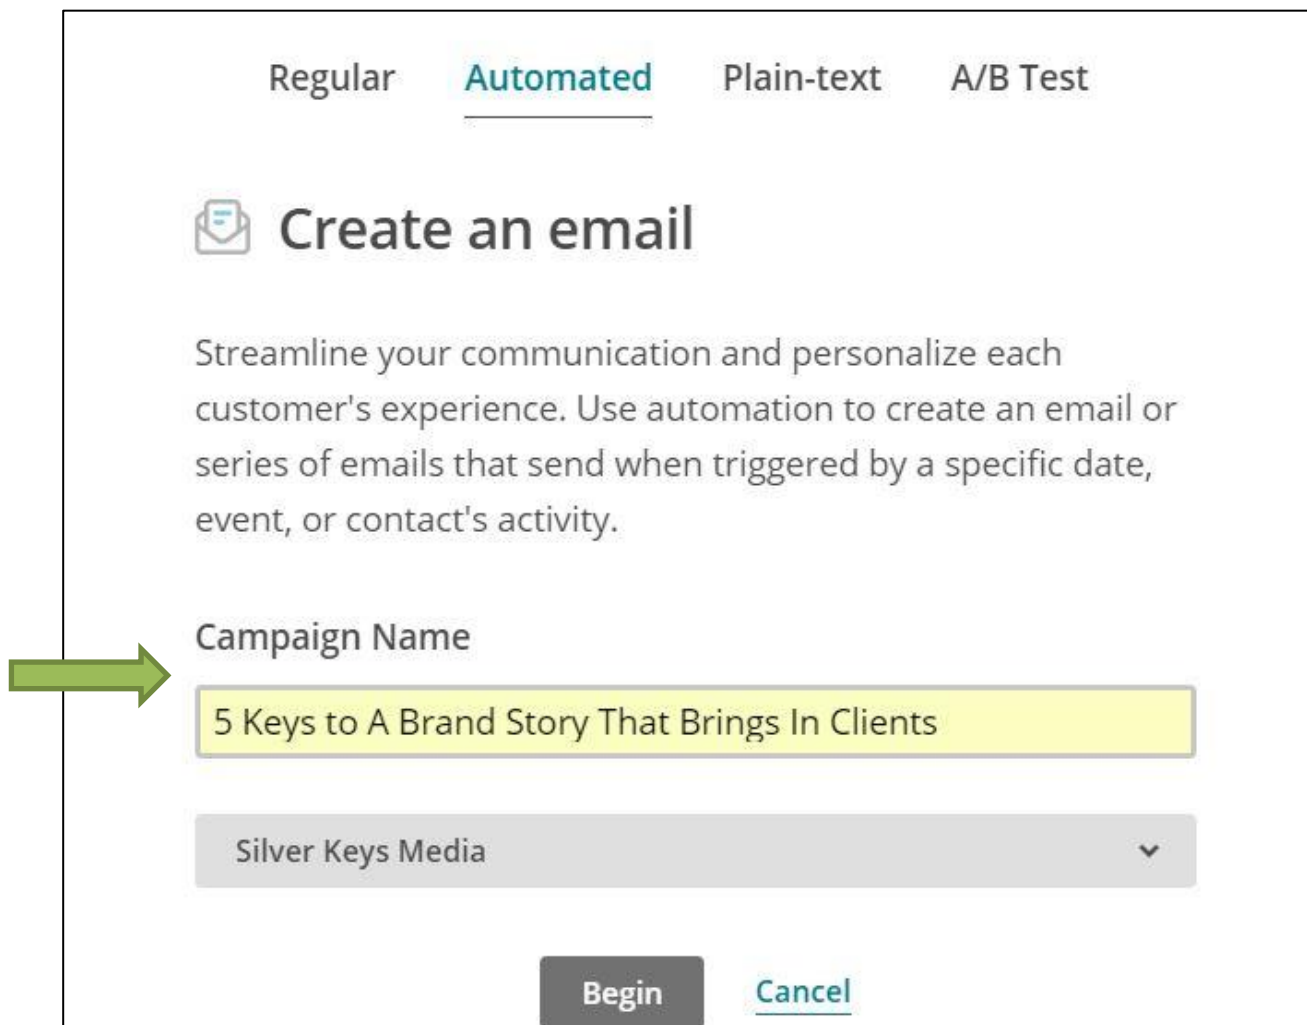 Regular Automated Plain-text A/B Test
Create an email
Streamline your communication and personalize each
customer's experience. Use automation to create an email or
series of emails that send when triggered by a specific date,
event, or contact's activity.
Campaign Name
5 Keys to A Brand Story That Brings In Clients
Silver Keys Media
Begin Cancel